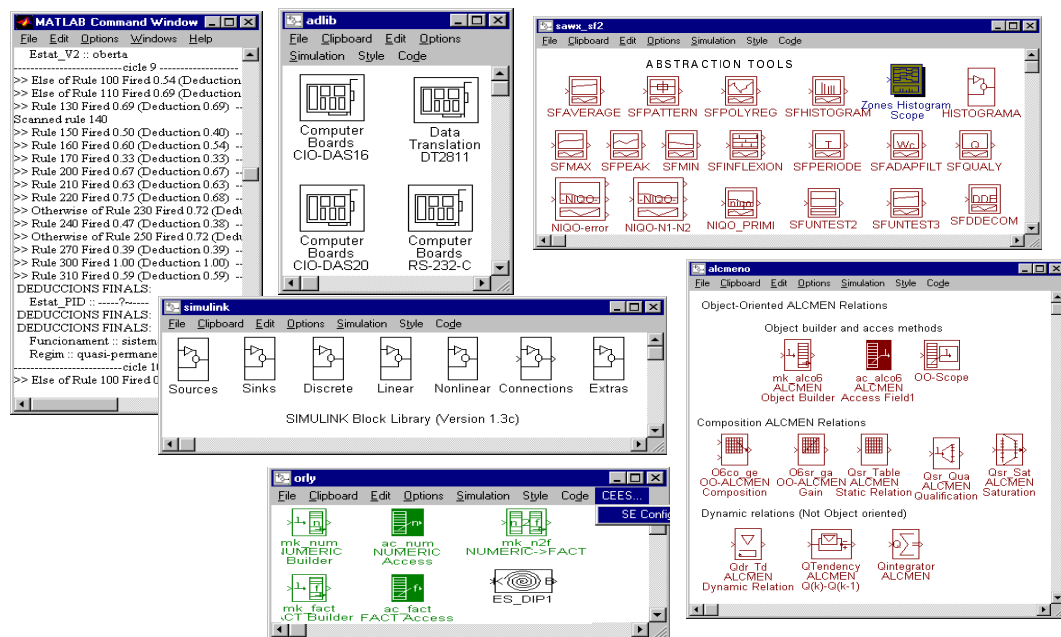 MATLAB Command Window
File Edit Options Windows Help
Estat_V2 :: oberta
-----------------------cicle 9 -------------------
>> Else of Rule 100 Fired 0.54 (Deduction
>> Else of Rule 110 Fired 0.69 (Deduction
>> Rule 130 Fired 0.69 (Deduction 0.69) --
Scanned rule 140
>> Rule 150 Fired 0.50 (Deduction 0.40) --
>> Rule 160 Fired 0.60 (Deduction 0.54) --
>> Rule 170 Fired 0.33 (Deduction 0.33) --
>> Rule 200 Fired 0.67 (Deduction 0.67) --
>> Rule 210 Fired 0.63 (Deduction 0.63) --
>> Rule 220 Fired 0.75 (Deduction 0.68) --
>> Otherwise of Rule 230 Fired 0.72 (Ded
>> Rule 240 Fired 0.47 (Deduction 0.38) --
>> Otherwise of Rule 250 Fired 0.72 (Ded
>> Rule 270 Fired 0.39 (Deduction 0.39) --
>> Rule 300 Fired 1.00 (Deduction 1.00) --
>> Rule 310 Fired 0.59 (Deduction 0.59) --
DEDUCCIONS FINALS:
Estat_PID :: -----?~-----
DEDUCCIONS FINALS:
DEDUCCIONS FINALS:
Funcionament :: sistema
Regim :: quasi-permane
-----------------------cicle 10
>> Else of Rule 100 Fired 0
adlib
File Clipboard Edit Options
Simulation Style Code
Computer
Boards
CIO-DAS16
Data
Translation
DT2811
Computer
Boards
CIO-DAS20
Computer
Boards
RS-232-C
sawx_sf2
File Clipboard Edit Options Simulation Style Code
ABSTRACTION TOOLS
SFAVERAGE SFPATTERN SFPOLYREG SFHISTOGRAM
Zones Histogram
Scope
HISTOGRAMA
SFMAX SFPEAK SFMIN SFINFLEXION
T
SFPERIODE
Wc
SFADAPFILT
Q
SFQUALY
-NIQO-
NIQO-error
-NIQO-
NIQO-N1-N2
niqo
NIQO_PRIMI
SFUNTEST2 SFUNTEST3
DDE
SFDDECOM
simulink
File Clipboard Edit Options Simulation Style Code
Sources Sinks Discrete Linear Nonlinear Connections Extras
SIMULINK Block Library (Version 1.3c)
alcmeno
File Clipboard Edit Options Simulation Style Code
Object-Oriented ALCMEN Relations
Object builder and acces methods
mk_alco6
ALCMEN
Object Builder
ac_alco6
ALCMEN
Access Field1
OO-Scope
Composition ALCMEN Relations
O6co_ge
OO-ALCMEN
Composition
O6sr_ga
OO-ALCMEN
Gain
Qsr_Table
ALCMEN
Static Relation
Qsr_Qua
ALCMEN
Qualification
Qsr_Sat
ALCMEN
Saturation
Dynamic relations (Not Object oriented)
Qdr_Td
ALCMEN
Dynamic Relation
QTendency
ALCMEN
Q(k)-Q(k-1)
Σ
Qintegrator
ALCMEN
orly
File Clipboard Edit Options Simulation Style Code CEES...
SE Config
n
mk_num
NUMERIC
Builder
n
ac_num
NUMERIC
Access
n 2 f
mk_n2f
NUMERIC->FACT
f
mk_fact
CT Builder
f
ac_fact
FACT Access
K B
ES_DIP1